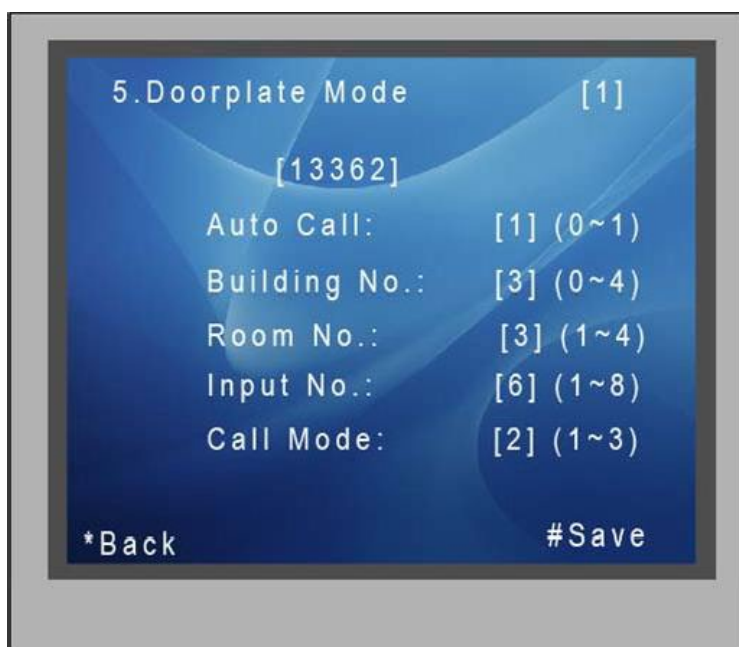 5.Doorplate Mode [1]
[13362]
Auto Call: [1] (0~1)
Building No.: [3] (0~4)
Room No.: [3] (1~4)
Input No.: [6] (1~8)
Call Mode: [2] (1~3)
*Back #Save